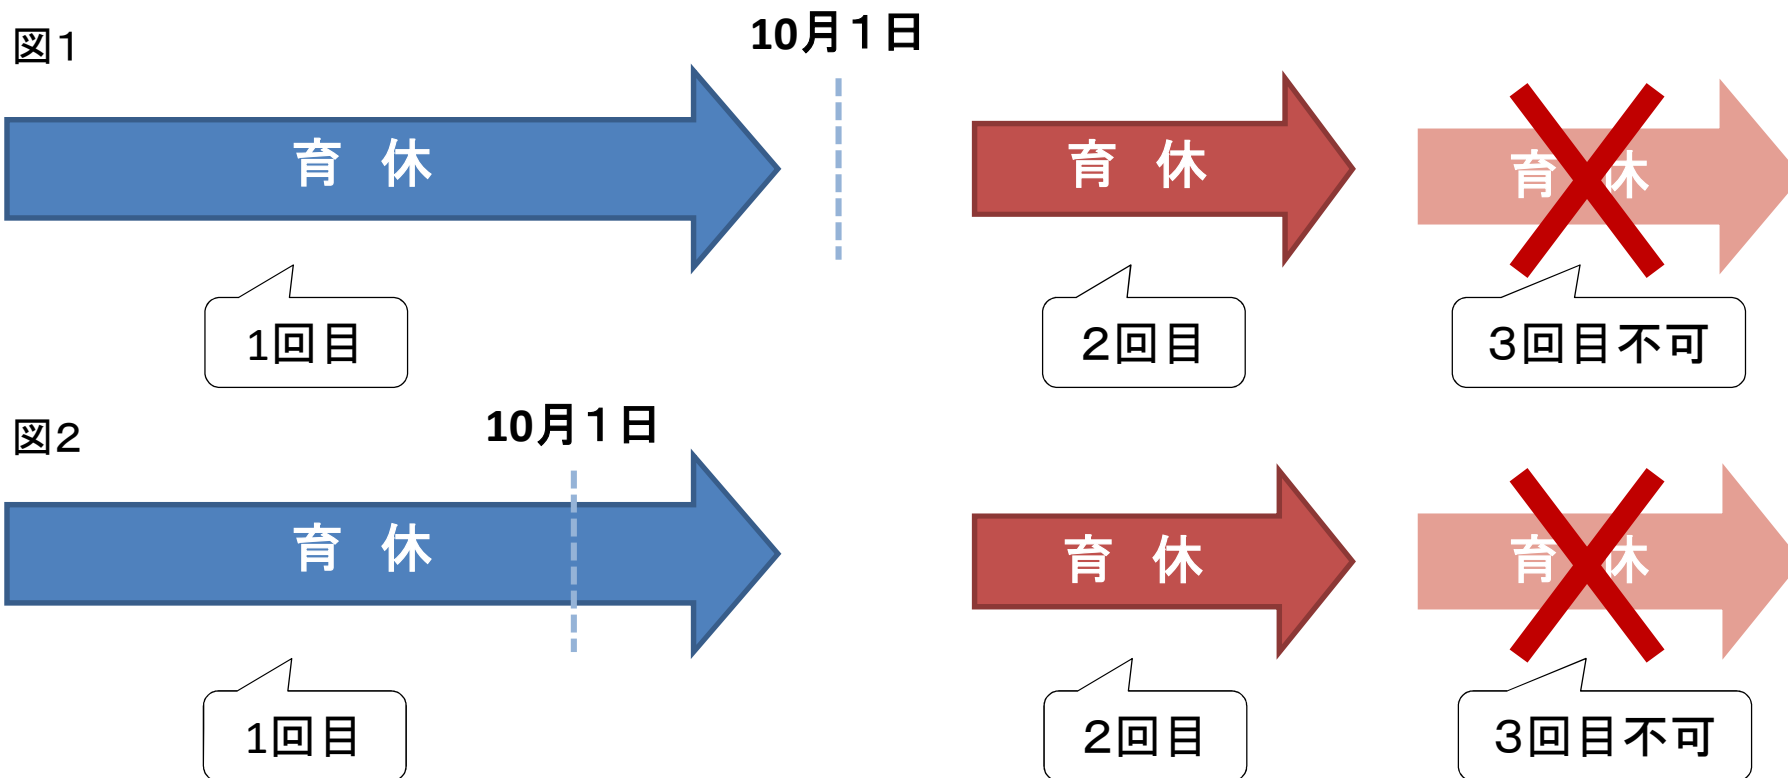 図１
10月１日
育 休
育 休
育 休
1回目
２回目
３回目不可
図２
10月１日
育 休
育 休
育 休
1回目
２回目
３回目不可